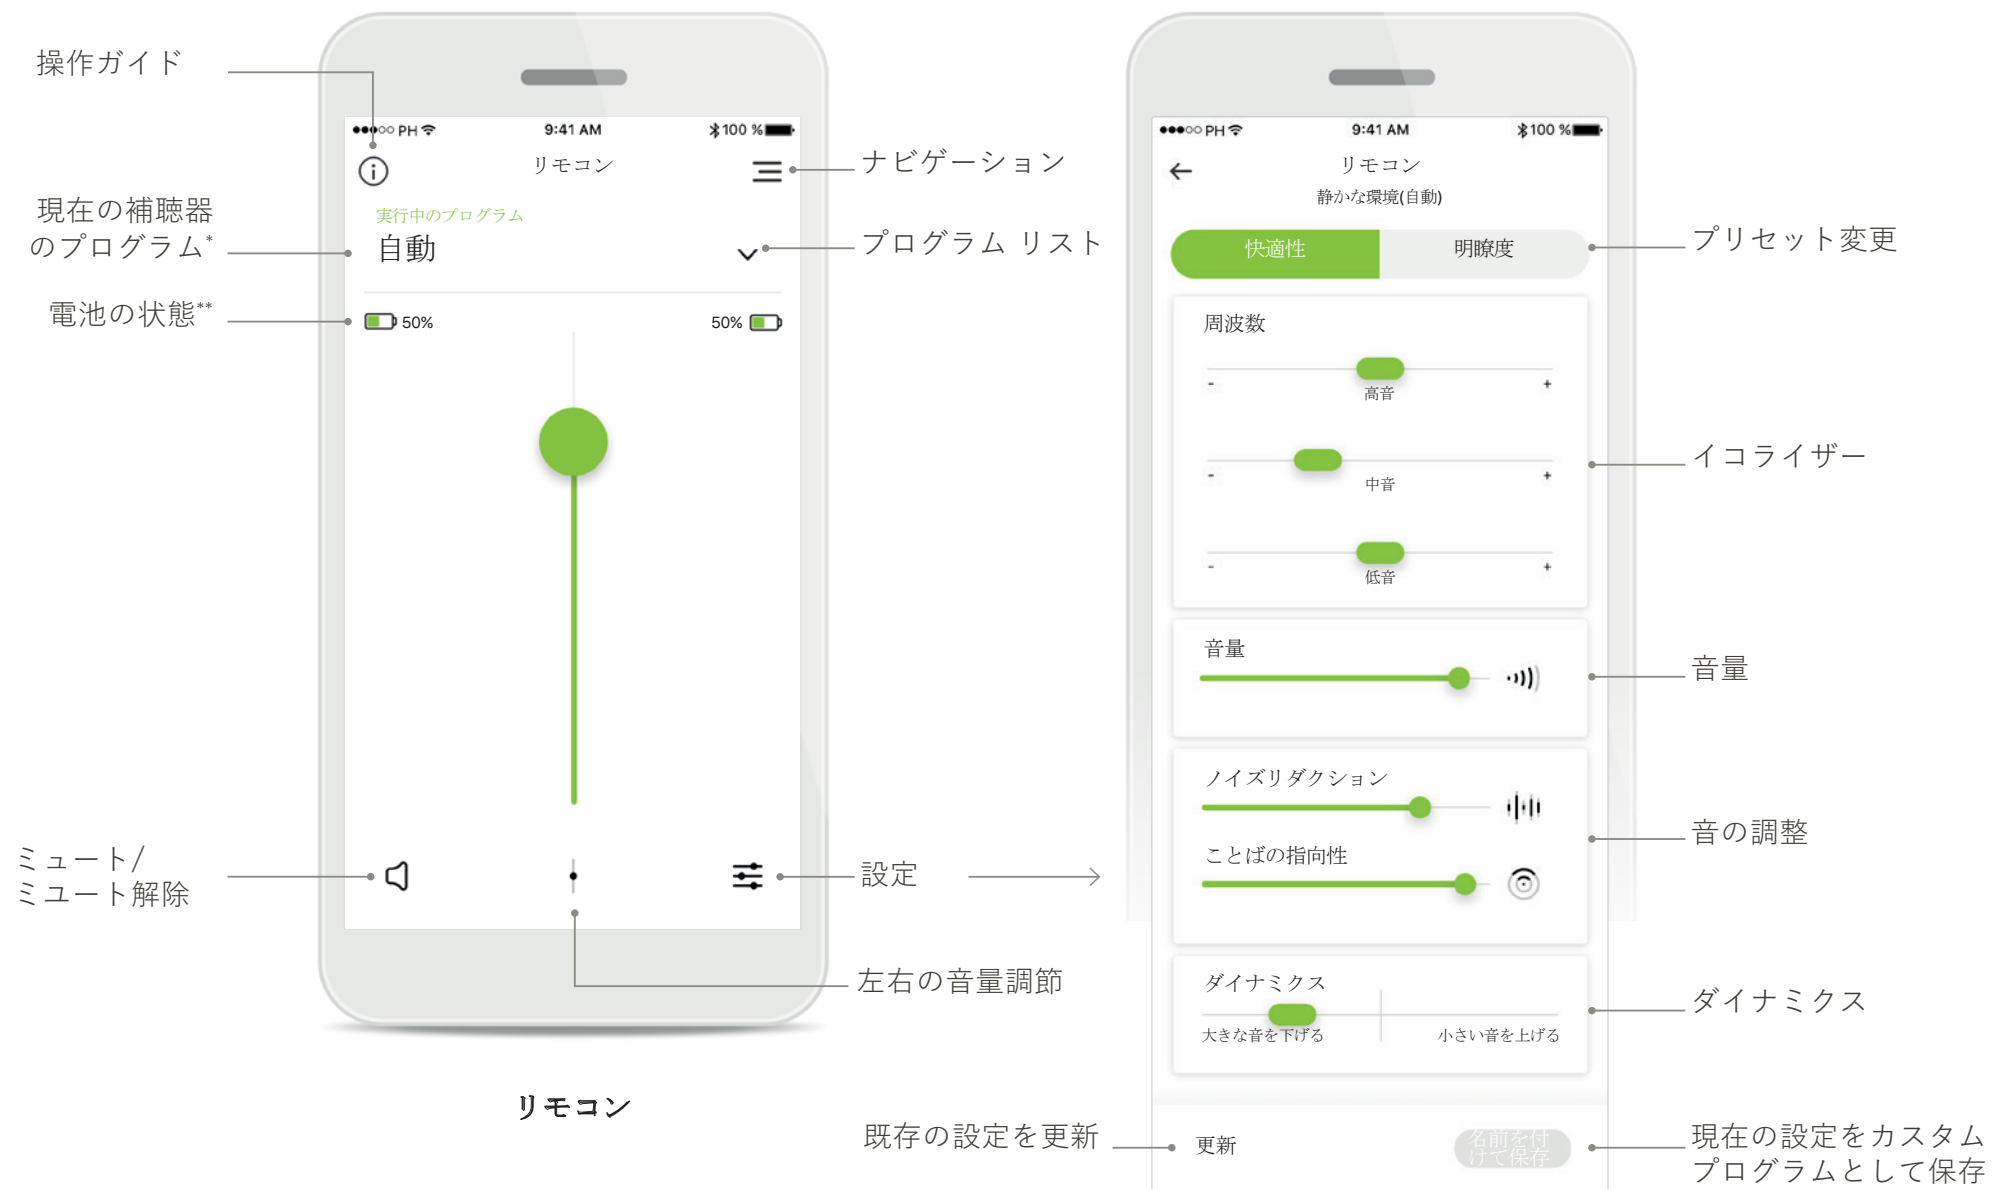 操作ガイド
現在の補聴器
のプログラム*
電池の状態**
ミュート/
ミュート解除
PH
9:41 AM
100 %
リモコン
実行中のプログラム
自動
50%
50%
ナビゲーション
プログラム リスト
設定
左右の音量調節
リモコン
PH
9:41 AM
100 %
リモコン
静かな環境(自動)
快適性
明瞭度
周波数
-
+
高音
-
+
中音
-
+
低音
音量
ノイズリダクション
ことばの指向性
ダイナミクス
大きな音を下げる
小さい音を上げる
更新
名前を付
けて保存
プリセット変更
イコライザー
音量
音の調整
ダイナミクス
既存の設定を更新
現在の設定をカスタム
プログラムとして保存